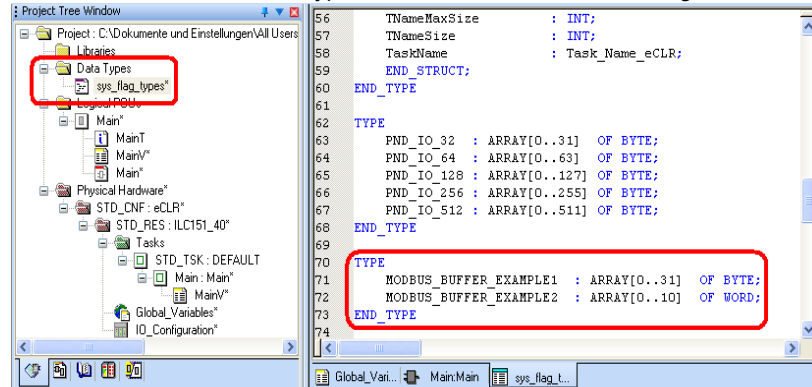 Project Tree Window
Project : C:\Dokumente und Einstellungen\All Users
Libraries
Data Types
sys_flag_types*
Logical POUs
Main*
MainT
MainV*
Main*
Physical Hardware*
STD_CNF : eCLR*
STD_RES : ILC151_40*
Tasks
STD_TSK : DEFAULT
Main : Main*
MainV*
Global_Variables*
IO_Configuration*
56 TNameMaxSize : INT;
57 TNameSize : INT;
58 TaskName : Task_Name_eCLR;
59 END_STRUCT;
60 END_TYPE
61
62 TYPE
63 PND_IO_32 : ARRAY[0..31] OF BYTE;
64 PND_IO_64 : ARRAY[0..63] OF BYTE;
65 PND_IO_128 : ARRAY[0..127] OF BYTE;
66 PND_IO_256 : ARRAY[0..255] OF BYTE;
67 PND_IO_512 : ARRAY[0..511] OF BYTE;
68 END_TYPE
69
70 TYPE
71 MODBUS_BUFFER_EXAMPLE1 : ARRAY[0..31] OF BYTE;
72 MODBUS_BUFFER_EXAMPLE2 : ARRAY[0..10] OF WORD;
73 END_TYPE
74
Global_Vari... Main:Main sys_flag_t...